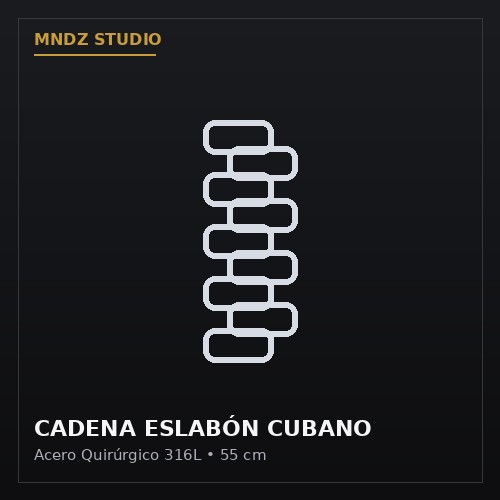 MNDZ STUDIO
CADENA ESLABÓN CUBANO
Acero Quirúrgico 316L • 55 cm